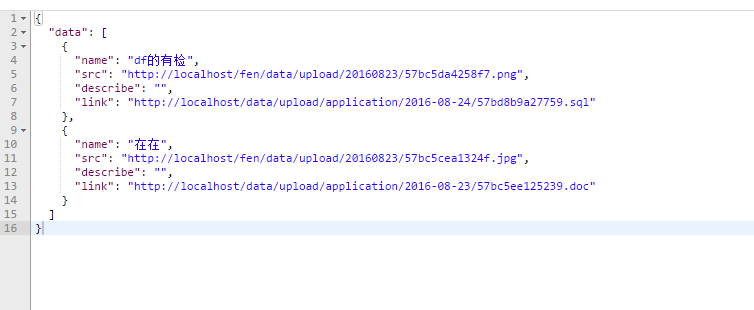 1 {
2 "data": [
3 {
4 "name": "df的有检",
5 "src": "http://localhost/fen/data/upload/20160823/57bc5da4258f7.png",
6 "describe": "",
7 "link": "http://localhost/data/upload/application/2016-08-24/57bd8b9a27759.sql"
8 },
9 {
10 "name": "在在",
11 "src": "http://localhost/fen/data/upload/20160823/57bc5cea1324f.jpg",
12 "describe": "",
13 "link": "http://localhost/data/upload/application/2016-08-23/57bc5ee125239.doc"
14 }
15 ]
16 }